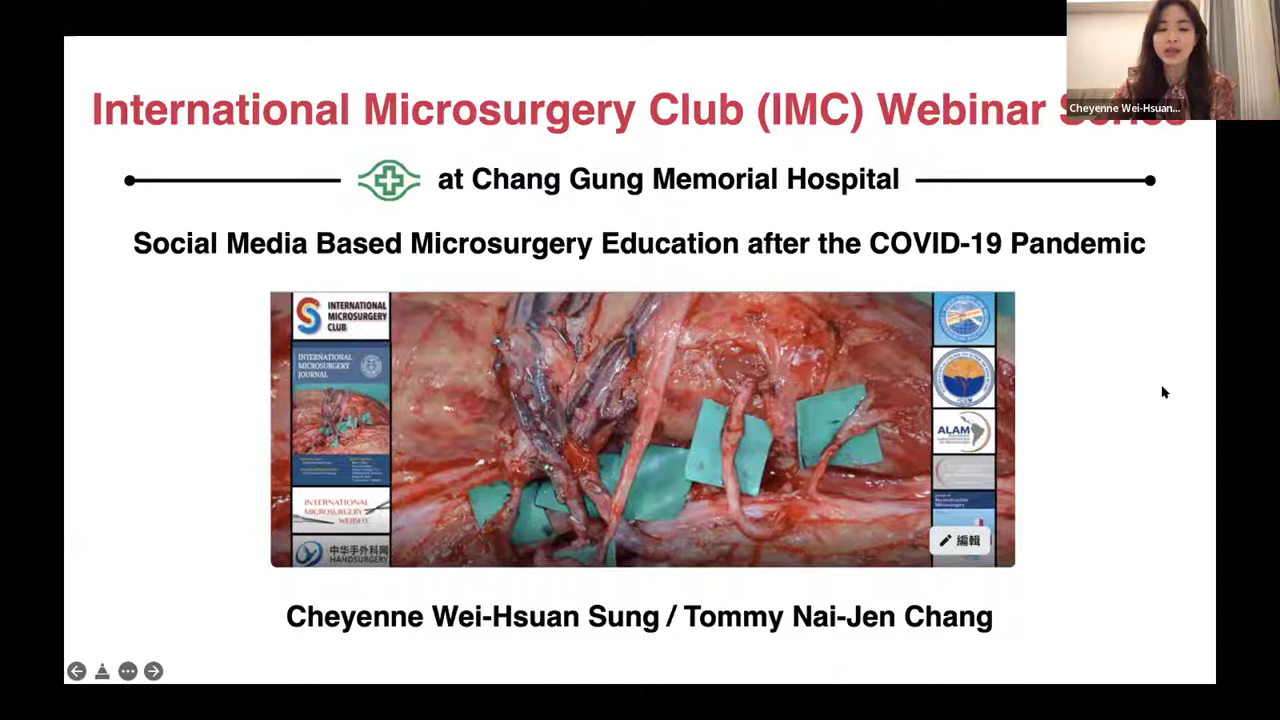 International Microsurgery Club (IMC) Webinar Series
Cheyenne Wei-Hsuan...
at Chang Gung Memorial Hospital
Social Media Based Microsurgery Education after the COVID-19 Pandemic
INTERNATIONAL
MICROSURGERY
CLUB
INTERNATIONAL
MICROSURGERY
JOURNAL
INTERNATIONAL
MICROSURGERY
WEBSITE
中华手外科网
HANDSURGERY
ALAM
Microsurgery
編輯
Cheyenne Wei-Hsuan Sung / Tommy Nai-Jen Chang